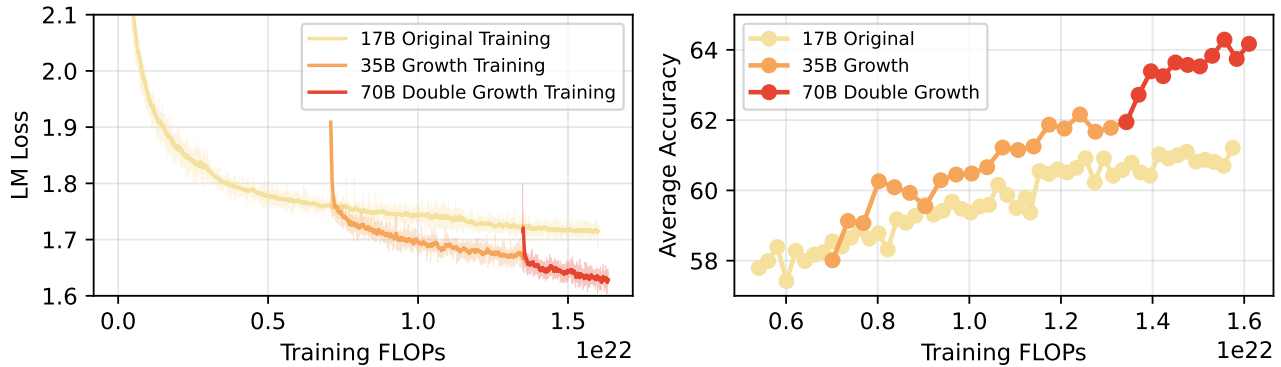 LM Loss
2.1
2.0
1.9
1.8
1.7
1.6
17B Original Training
35B Growth Training
70B Double Growth Training
0.0
0.5
1.0
1.5
1e22
Training FLOPs
Average Accuracy
64
62
60
58
17B Original
35B Growth
70B Double Growth
0.6
0.8
1.0
1.2
1.4
1.6
1e22
Training FLOPs